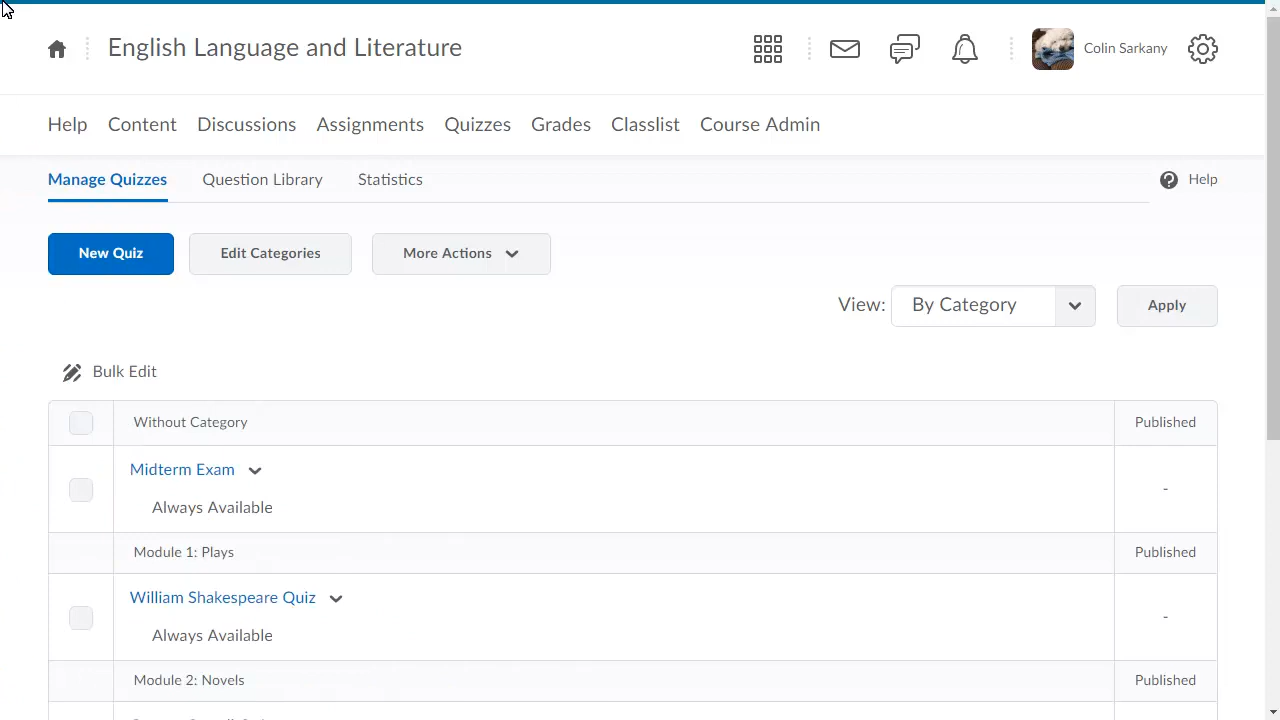 English Language and Literature
Colin Sarkany
Help Content Discussions Assignments Quizzes Grades Classlist Course Admin
Manage Quizzes Question Library Statistics Help
New Quiz Edit Categories More Actions
View: By Category Apply
Bulk Edit
Without Category Published
Midterm Exam
Always Available -
Module 1: Plays Published
William Shakespeare Quiz
Always Available -
Module 2: Novels Published